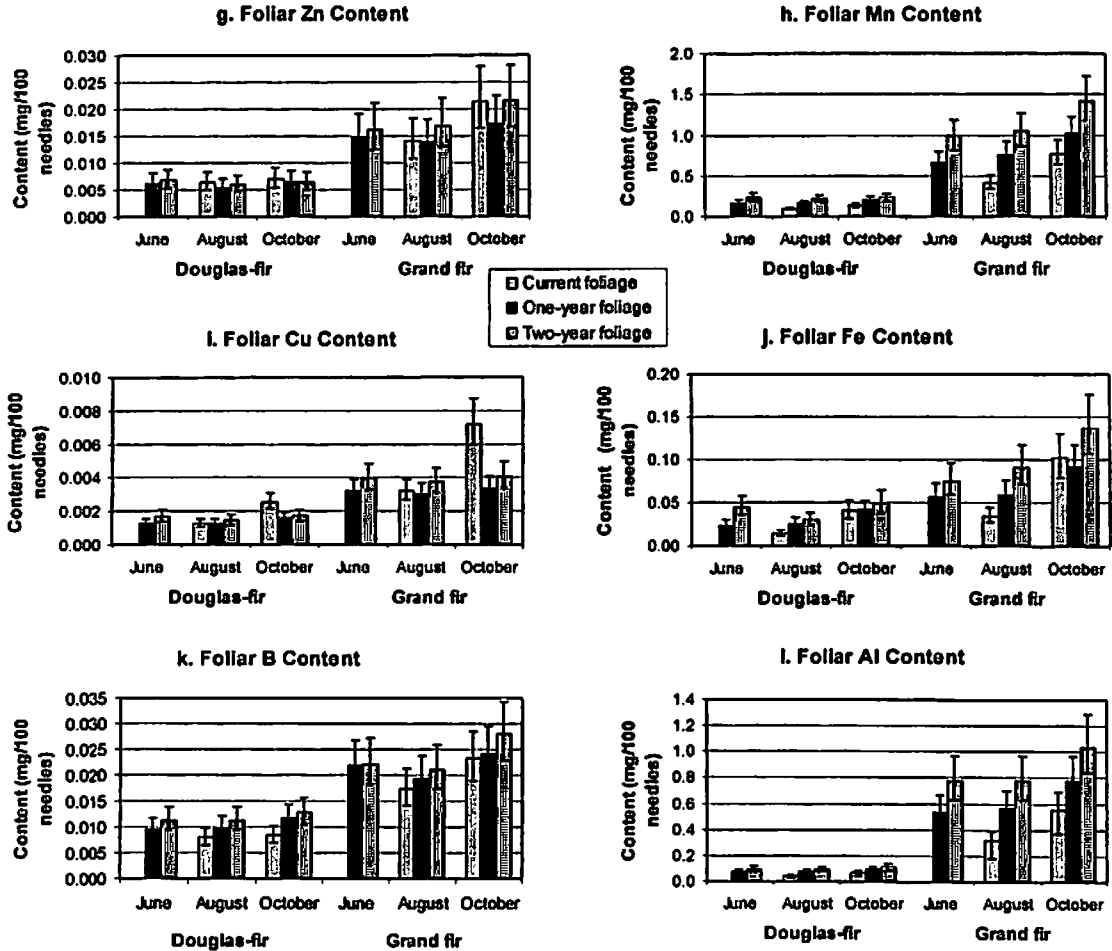 g. Foliar Zn Content
Content (mg/100 needles)
0.030
0.025
0.020
0.015
0.010
0.005
0.000
June August October June August October
Douglas-fir Grand fir
h. Foliar Mn Content
Content (mg/100 needles)
2.0
1.5
1.0
0.5
0.0
June August October June August October
Douglas-fir Grand fir
Current foliage
One-year foliage
Two-year foliage
i. Foliar Cu Content
Content (mg/100 needles)
0.010
0.008
0.006
0.004
0.002
0.000
June August October June August October
Douglas-fir Grand fir
j. Foliar Fe Content
Content (mg/100 needles)
0.20
0.15
0.10
0.05
0.00
June August October June August October
Douglas-fir Grand fir
k. Foliar B Content
Content (mg/100 needles)
0.035
0.030
0.025
0.020
0.015
0.010
0.005
0.000
June August October June August October
Douglas-fir Grand fir
l. Foliar Al Content
Content (mg/100 needles)
1.4
1.2
1.0
0.8
0.6
0.4
0.2
0.0
June August October June August October
Douglas-fir Grand fir